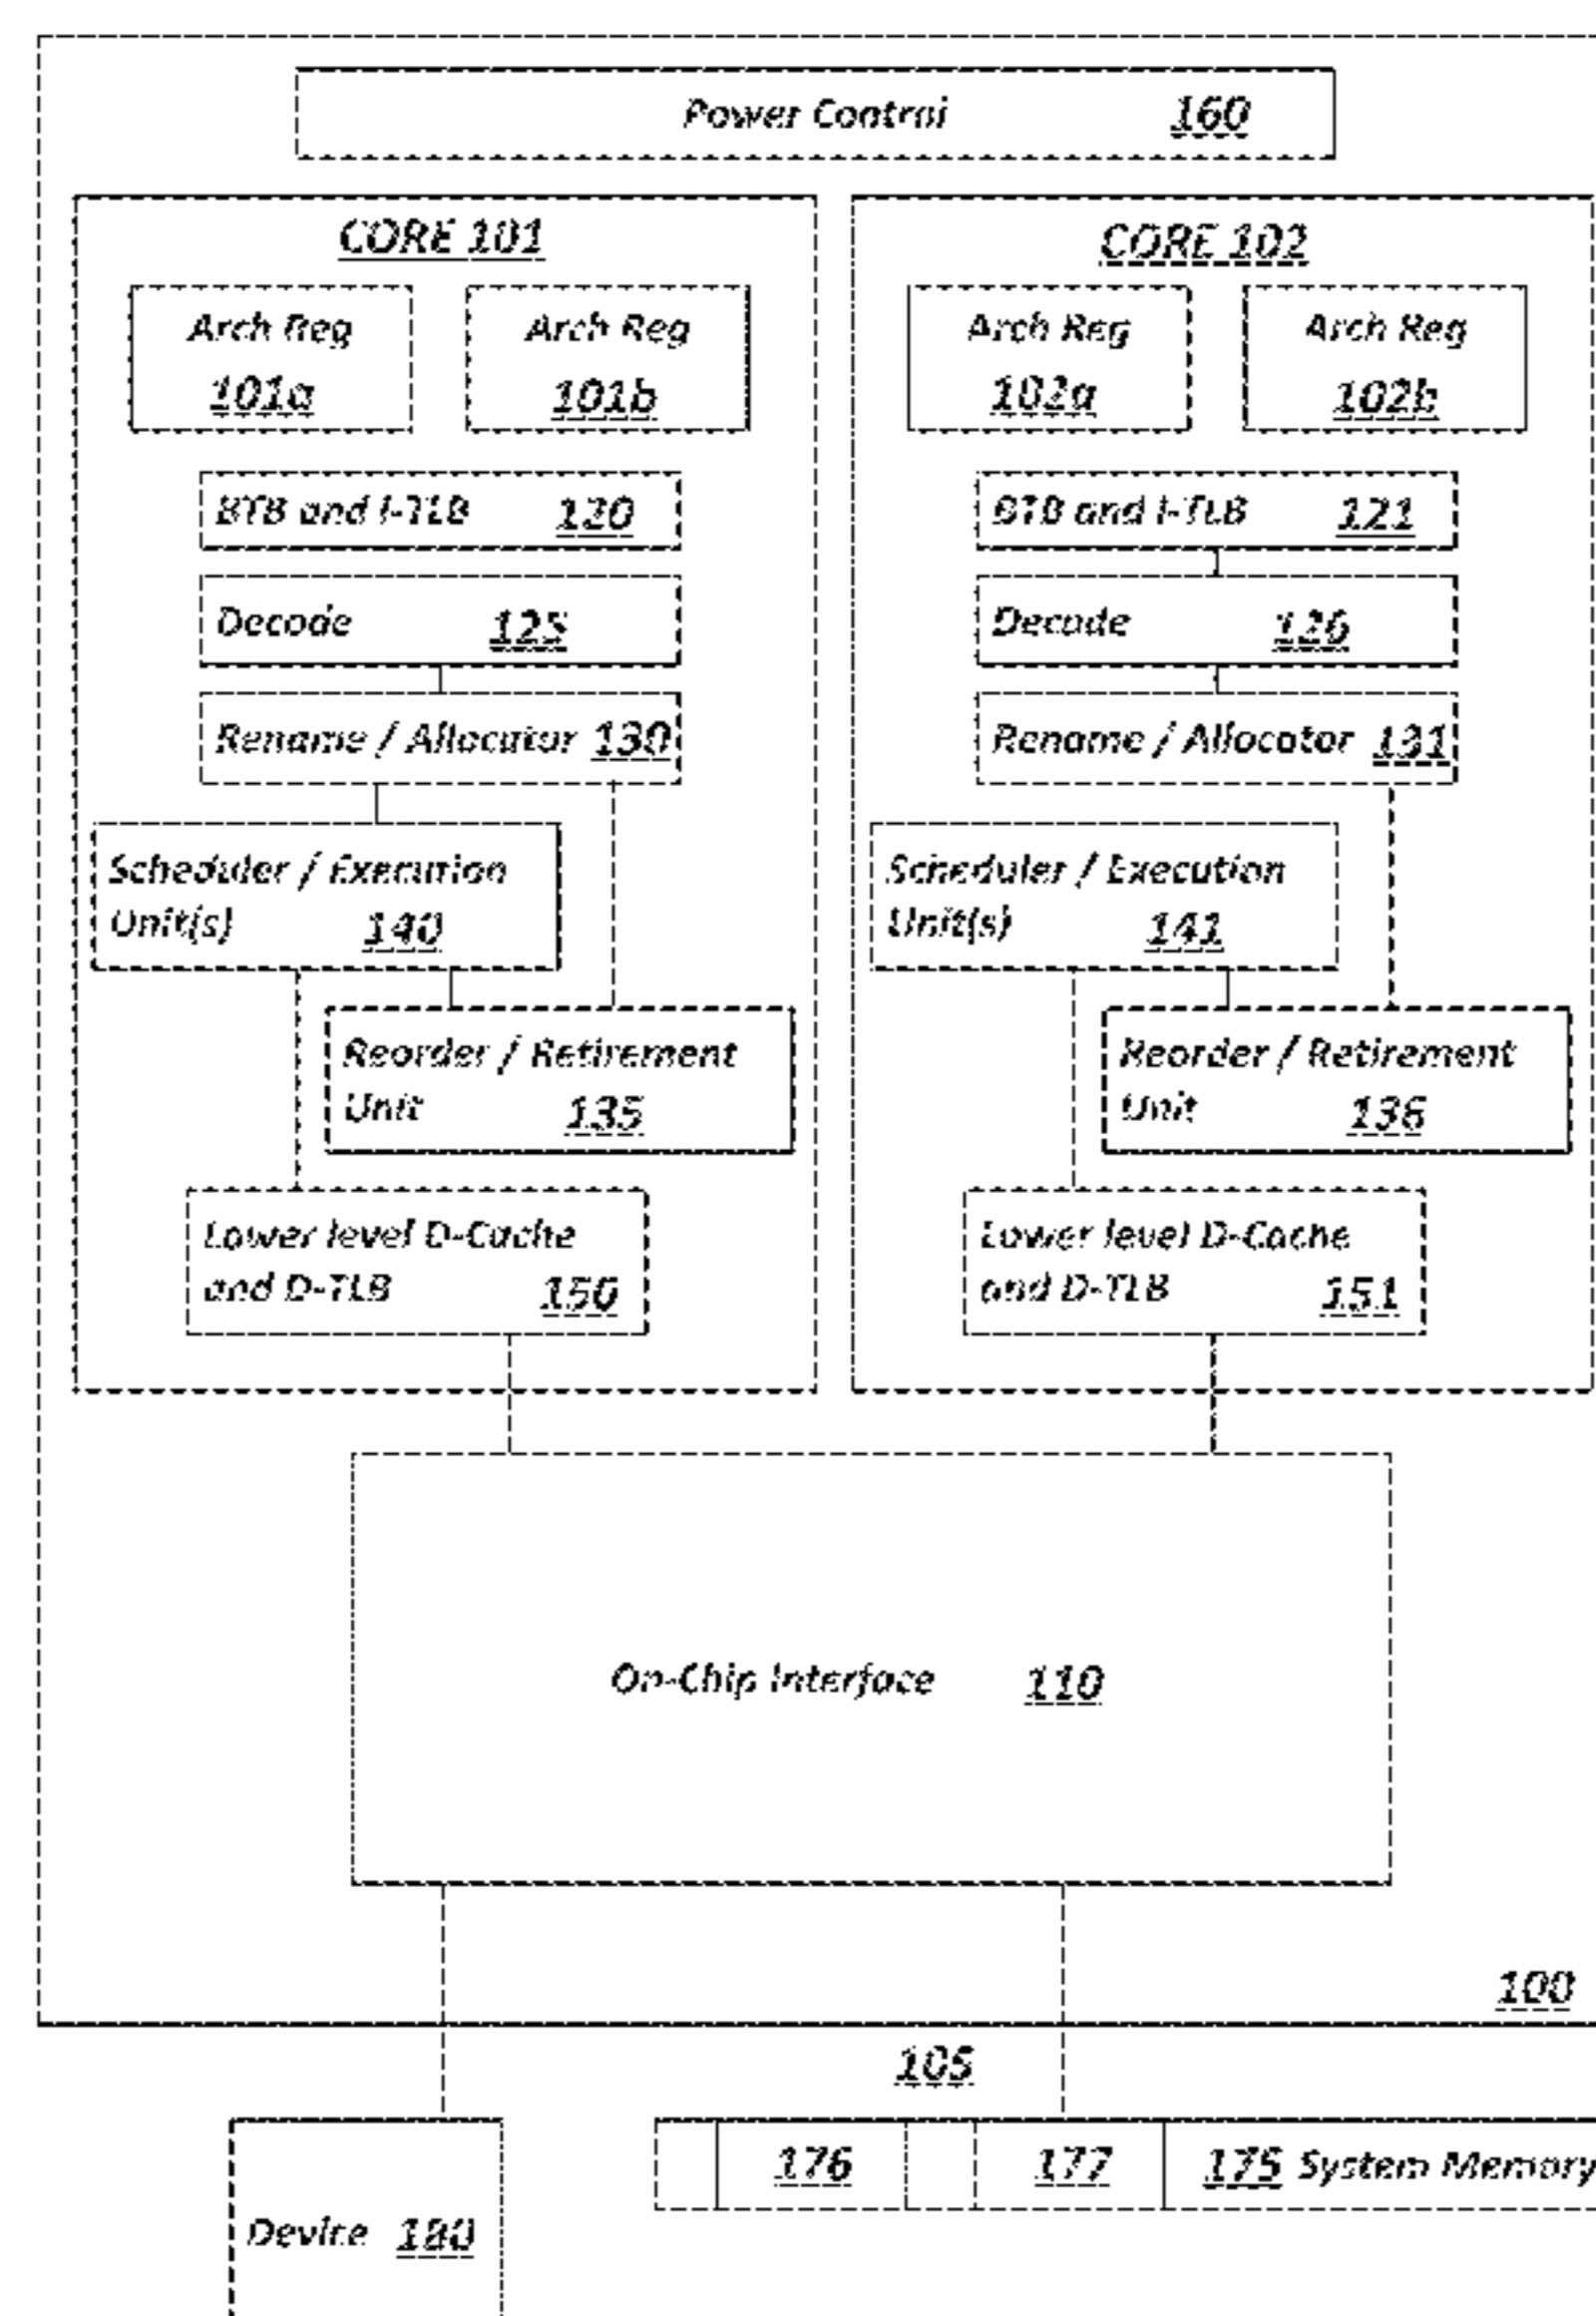 Power Control 160
CORE 101
Arch Reg
101a
Arch Reg
101b
BTB and I-TLB 120
Decode 125
Rename / Allocator 130
Scheduler / Execution
Unit(s) 140
Reorder / Retirement
Unit 135
Lower level D-Cache
and D-TLB 150
CORE 102
Arch Reg
102a
Arch Reg
102b
BTB and I-TLB 121
Decode 126
Rename / Allocator 131
Scheduler / Execution
Unit(s) 141
Reorder / Retirement
Unit 136
Lower level D-Cache
and D-TLB 151
On-Chip Interface 110
100
105
176 177 175 System Memory
Device 180